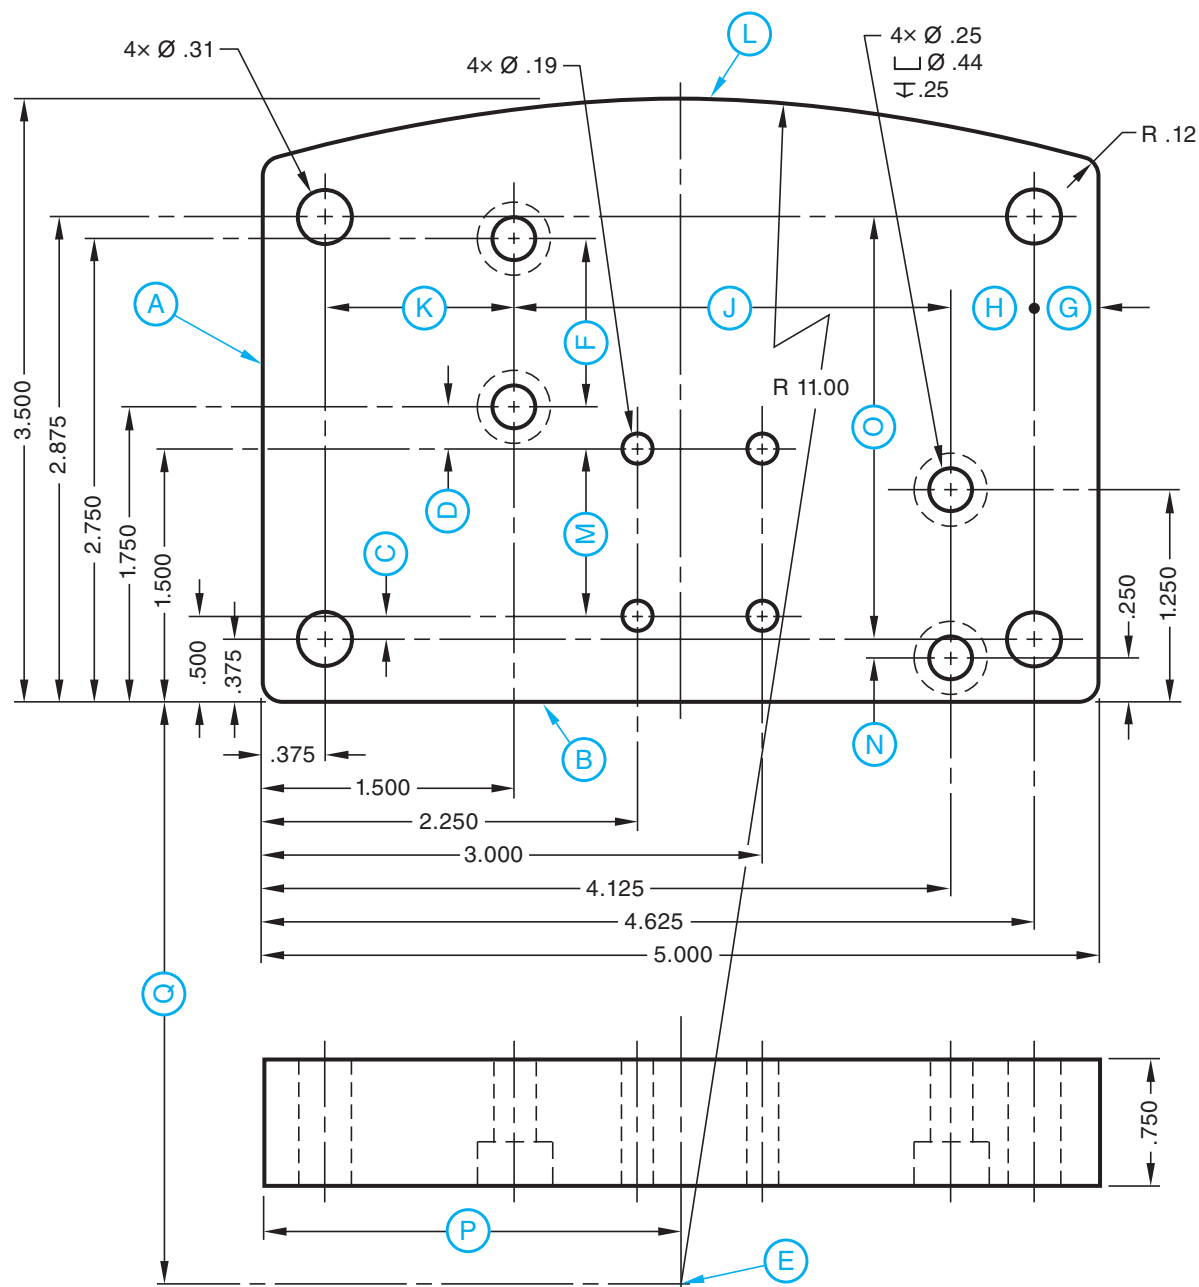 L
4× Ø .31
4× Ø .19
4× Ø .25
⌴ Ø .44
↧ .25
R .12
A
K
J
H
G
F
R 11.00
O
D
M
C
N
B
3.500
2.875
2.750
1.750
1.500
.500
.375
.250
1.250
.375
1.500
2.250
3.000
4.125
4.625
5.000
Q
.750
P
E